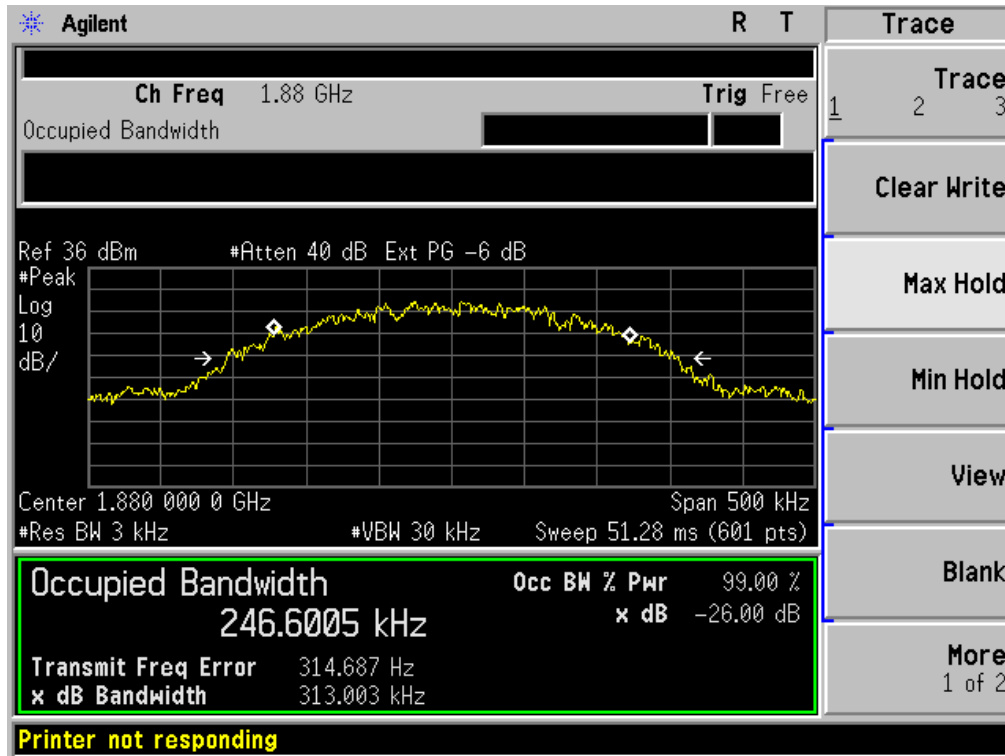 Agilent R T
Ch Freq 1.88 GHz Trig Free
Occupied Bandwidth
Ref 36 dBm #Atten 40 dB Ext PG -6 dB
#Peak
Log
10
dB/
Center 1.880 000 0 GHz Span 500 kHz
#Res BW 3 kHz #VBW 30 kHz Sweep 51.28 ms (601 pts)
Occupied Bandwidth Occ BW % Pwr 99.00 %
246.6005 kHz x dB -26.00 dB
Transmit Freq Error 314.687 Hz
x dB Bandwidth 313.003 kHz
Printer not responding
Trace
Trace
1 2 3
Clear Write
Max Hold
Min Hold
View
Blank
More
1 of 2